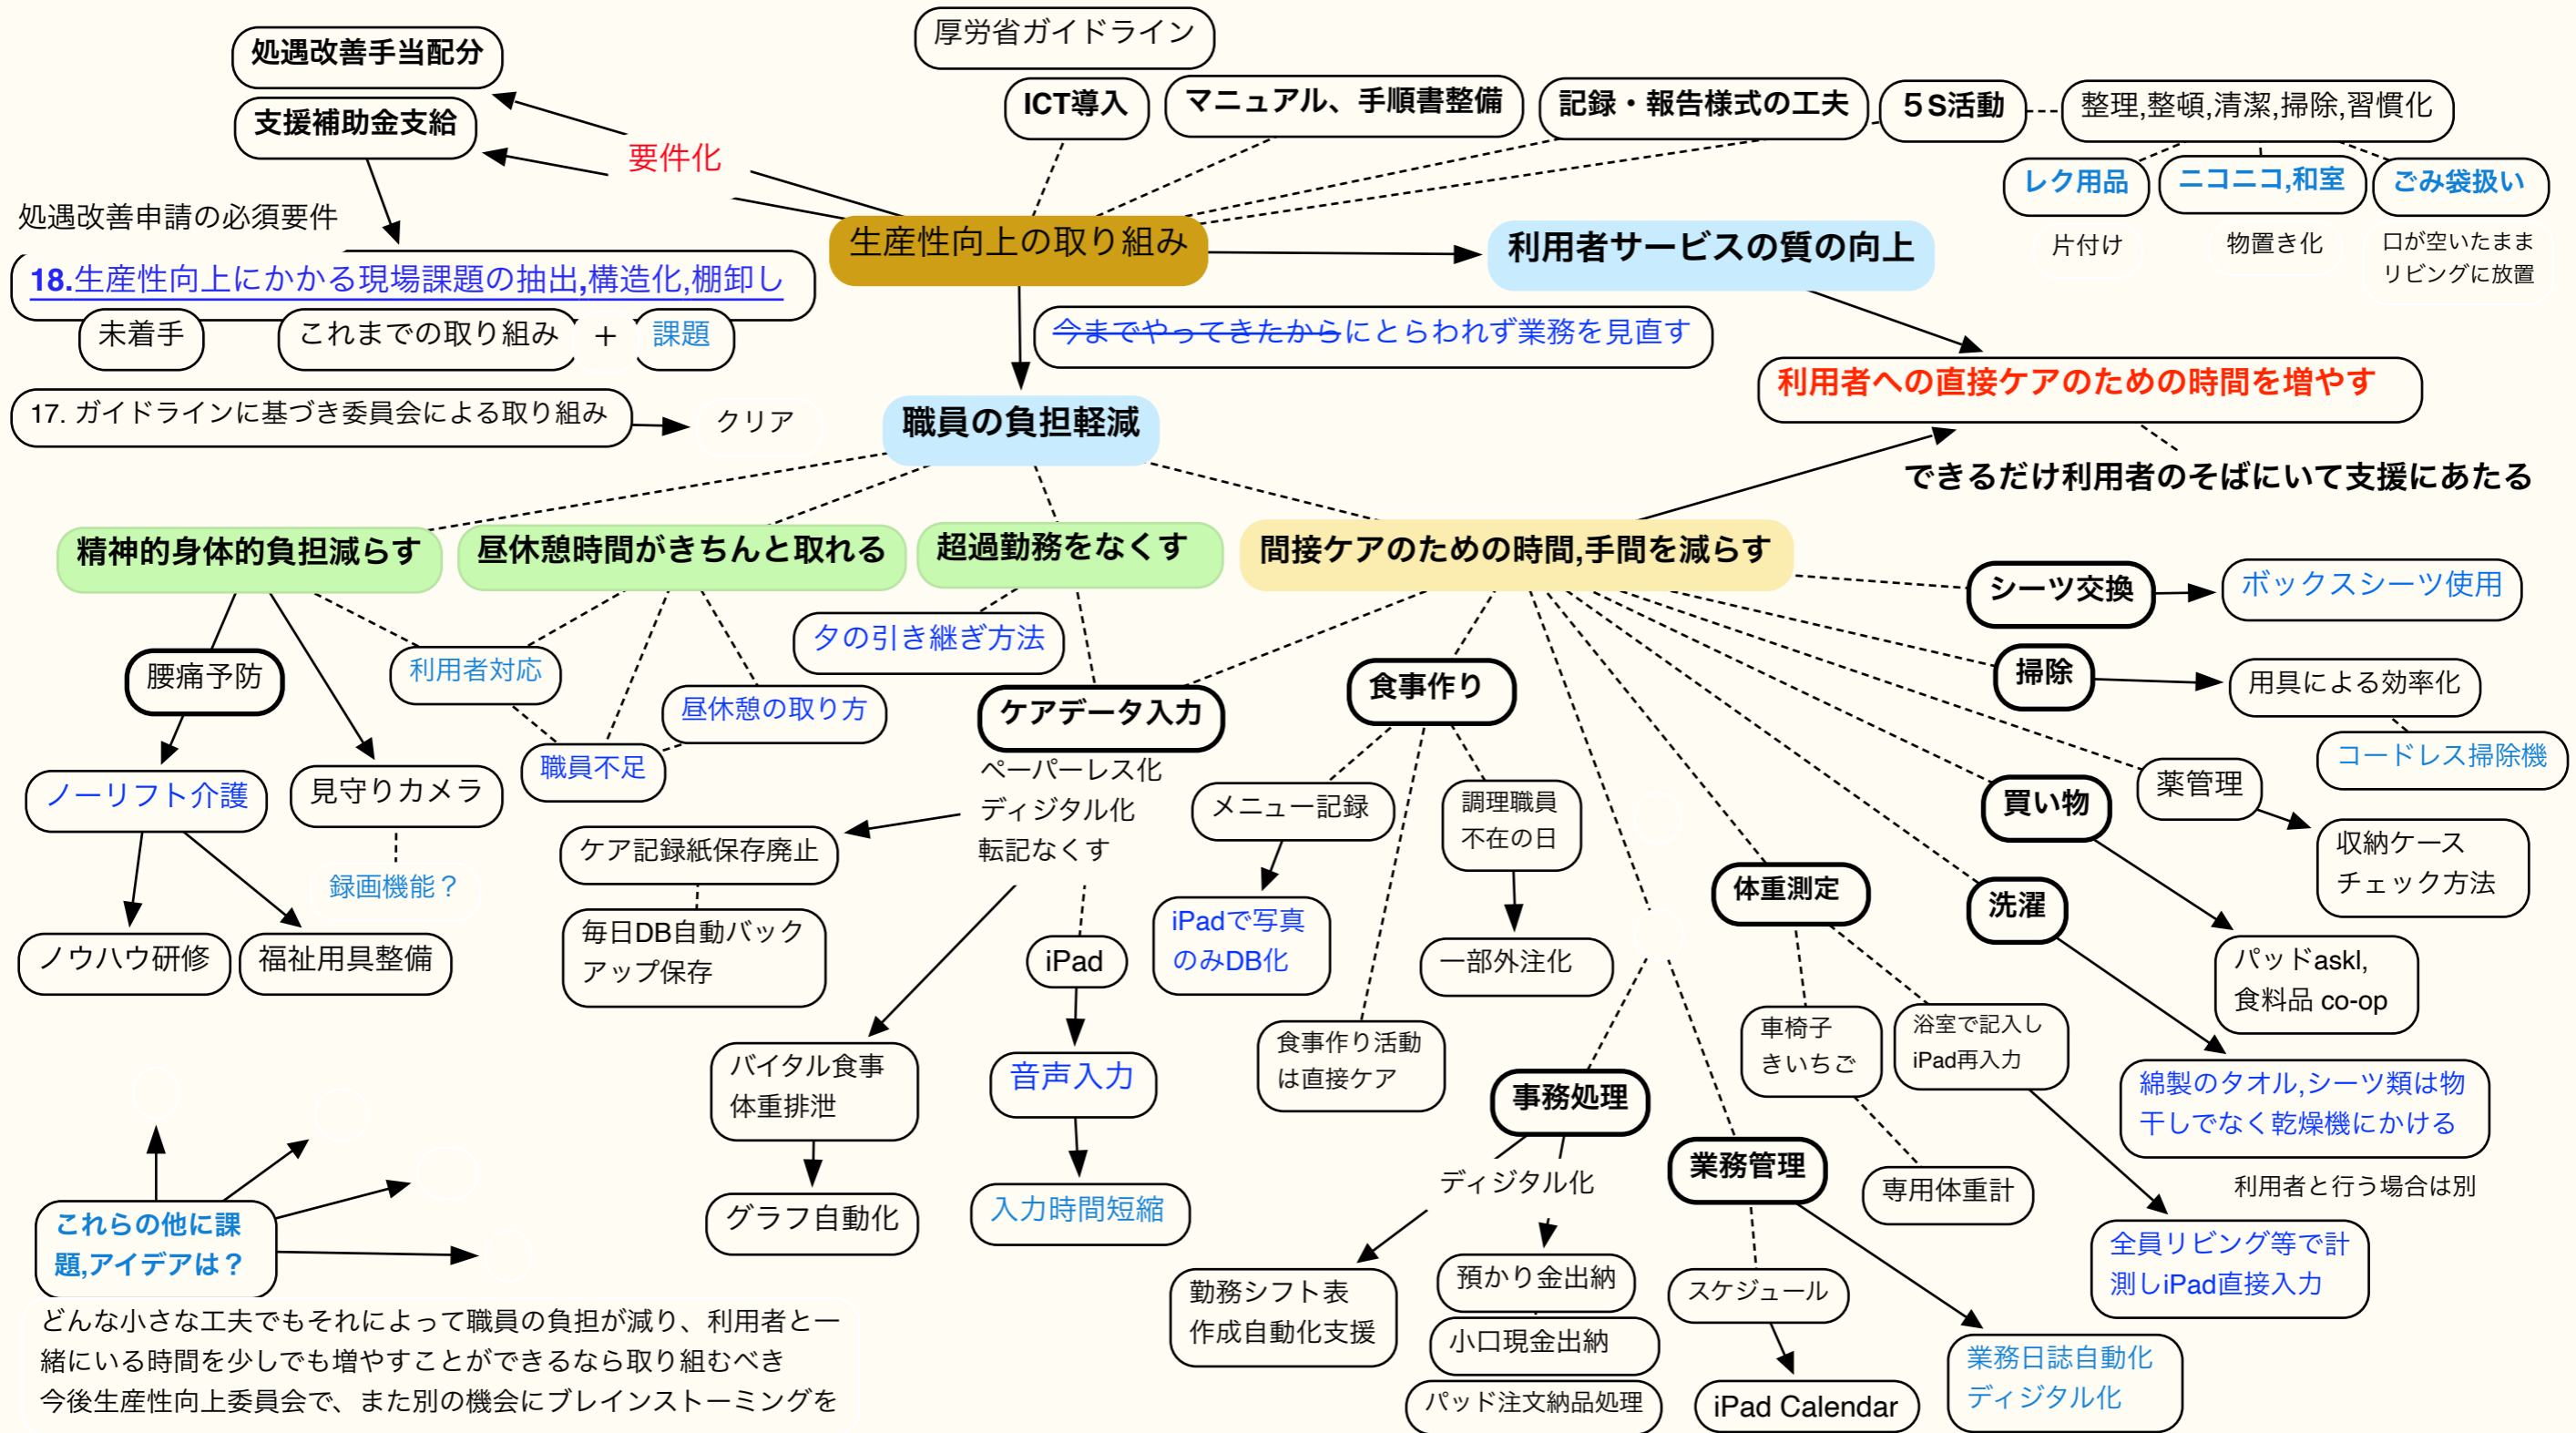 厚労省ガイドライン
処遇改善手当配分
支援補助金支給
要件化
ICT導入
マニュアル、手順書整備
記録・報告様式の工夫
５S活動
整理,整頓,清潔,掃除,習慣化
レク用品
ニコニコ,和室
ごみ袋扱い
片付け
物置き化
口が空いたまま
リビングに放置
処遇改善申請の必須要件
18.生産性向上にかかる現場課題の抽出,構造化,棚卸し
未着手
これまでの取り組み
＋
課題
17. ガイドラインに基づき委員会による取り組み
クリア
生産性向上の取り組み
利用者サービスの質の向上
今までやってきたからにとらわれず業務を見直す
利用者への直接ケアのための時間を増やす
できるだけ利用者のそばにいて支援にあたる
職員の負担軽減
精神的身体的負担減らす
昼休憩時間がきちんと取れる
超過勤務をなくす
間接ケアのための時間,手間を減らす
腰痛予防
利用者対応
夕の引き継ぎ方法
昼休憩の取り方
職員不足
ノーリフト介護
見守りカメラ
録画機能？
ノウハウ研修
福祉用具整備
ケアデータ入力
ペーパーレス化
ディジタル化
転記なくす
ケア記録紙保存廃止
毎日DB自動バック
アップ保存
バイタル食事
体重排泄
グラフ自動化
iPad
音声入力
入力時間短縮
食事作り
メニュー記録
iPadで写真
のみDB化
調理職員
不在の日
一部外注化
食事作り活動
は直接ケア
シーツ交換
ボックスシーツ使用
掃除
用具による効率化
コードレス掃除機
薬管理
収納ケース
チェック方法
買い物
パッドaskl,
食料品 co-op
洗濯
綿製のタオル,シーツ類は物
干しでなく乾燥機にかける
利用者と行う場合は別
体重測定
車椅子
きいちご
浴室で記入し
iPad再入力
専用体重計
全員リビング等で計
測しiPad直接入力
事務処理
ディジタル化
勤務シフト表
作成自動化支援
預かり金出納
小口現金出納
パッド注文納品処理
業務管理
スケジュール
iPad Calendar
業務日誌自動化
ディジタル化
これらの他に課
題,アイデアは？
どんな小さな工夫でもそれによって職員の負担が減り、利用者と一
緒にいる時間を少しでも増やすことができるなら取り組むべき
今後生産性向上委員会で、また別の機会にブレインストーミングを